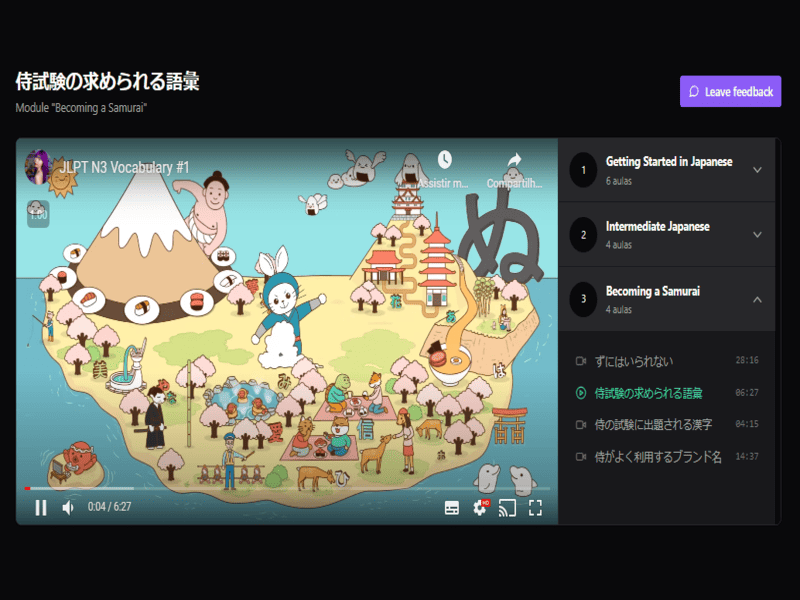 侍試験の求められる語彙
Module "Becoming a Samurai"
Leave feedback
JLPT N3 Vocabulary #1
Assistir m...
Compartilh...
1:00
ぬ
み
は
0:04 / 6:27
HD
1
Getting Started in Japanese
6 aulas
2
Intermediate Japanese
4 aulas
3
Becoming a Samurai
4 aulas
ずにはいられない
28:16
侍試験の求められる語彙
06:27
侍の試験に出題される漢字
04:15
侍がよく利用するブランド名
14:37